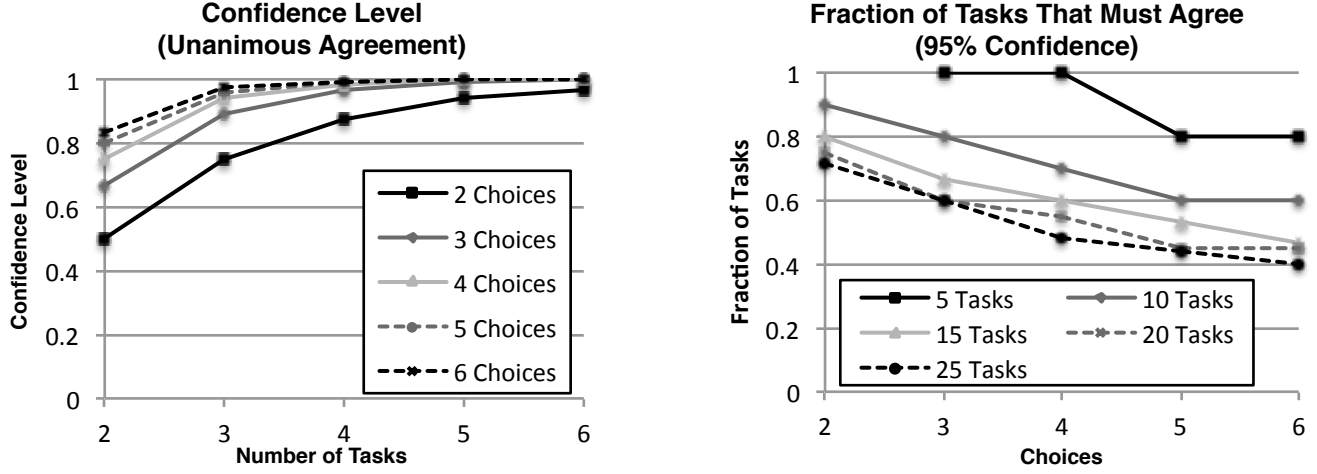 Confidence Level
(Unanimous Agreement)
1
0.8
0.6
0.4
0.2
0
Confidence Level
2 Choices
3 Choices
4 Choices
5 Choices
6 Choices
2 3 4 5 6
Number of Tasks
Fraction of Tasks That Must Agree
(95% Confidence)
1
0.8
0.6
0.4
0.2
0
Fraction of Tasks
5 Tasks 10 Tasks
15 Tasks 20 Tasks
25 Tasks
2 3 4 5 6
Choices